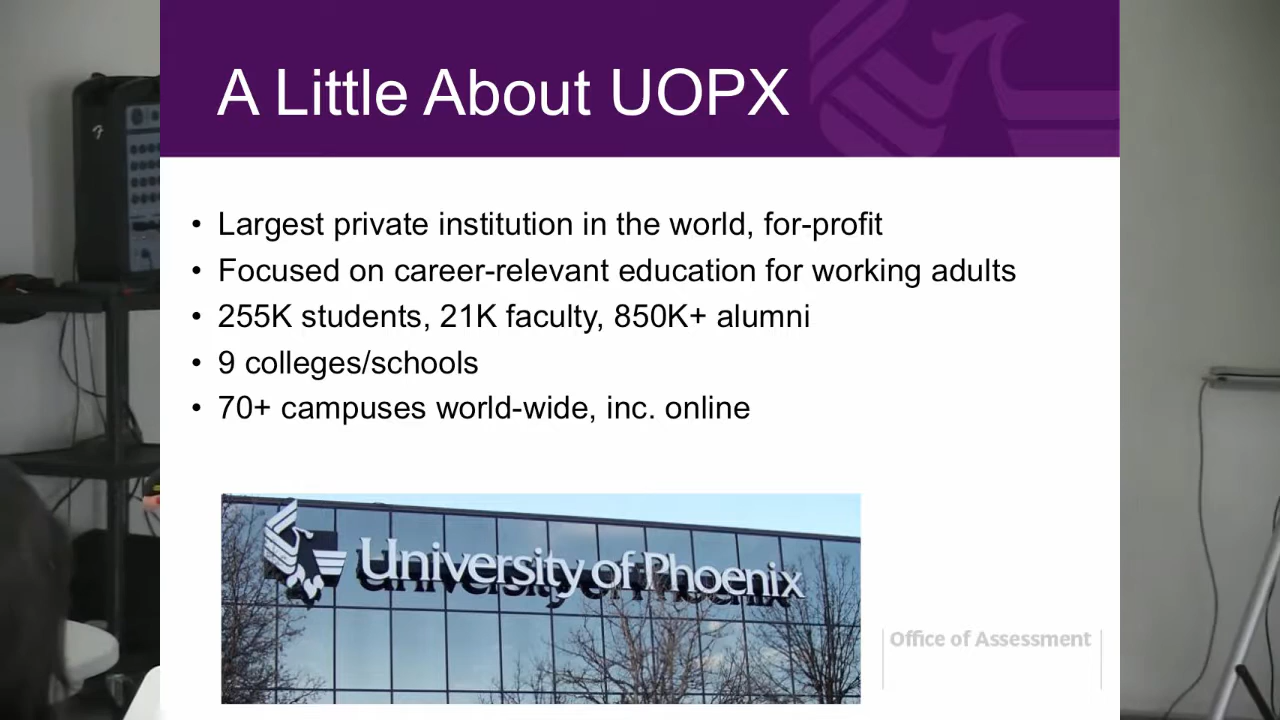 A Little About UOPX
• Largest private institution in the world, for-profit
• Focused on career-relevant education for working adults
• 255K students, 21K faculty, 850K+ alumni
• 9 colleges/schools
• 70+ campuses world-wide, inc. online
University of Phoenix
Office of Assessment